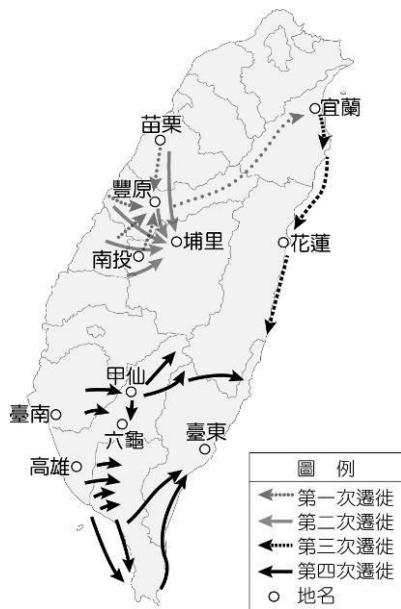 宜蘭
苗栗
豐原
埔里
南投
花蓮
甲仙
臺南
六龜
臺東
高雄
圖例
第一次遷徙
第二次遷徙
第三次遷徙
第四次遷徙
地名